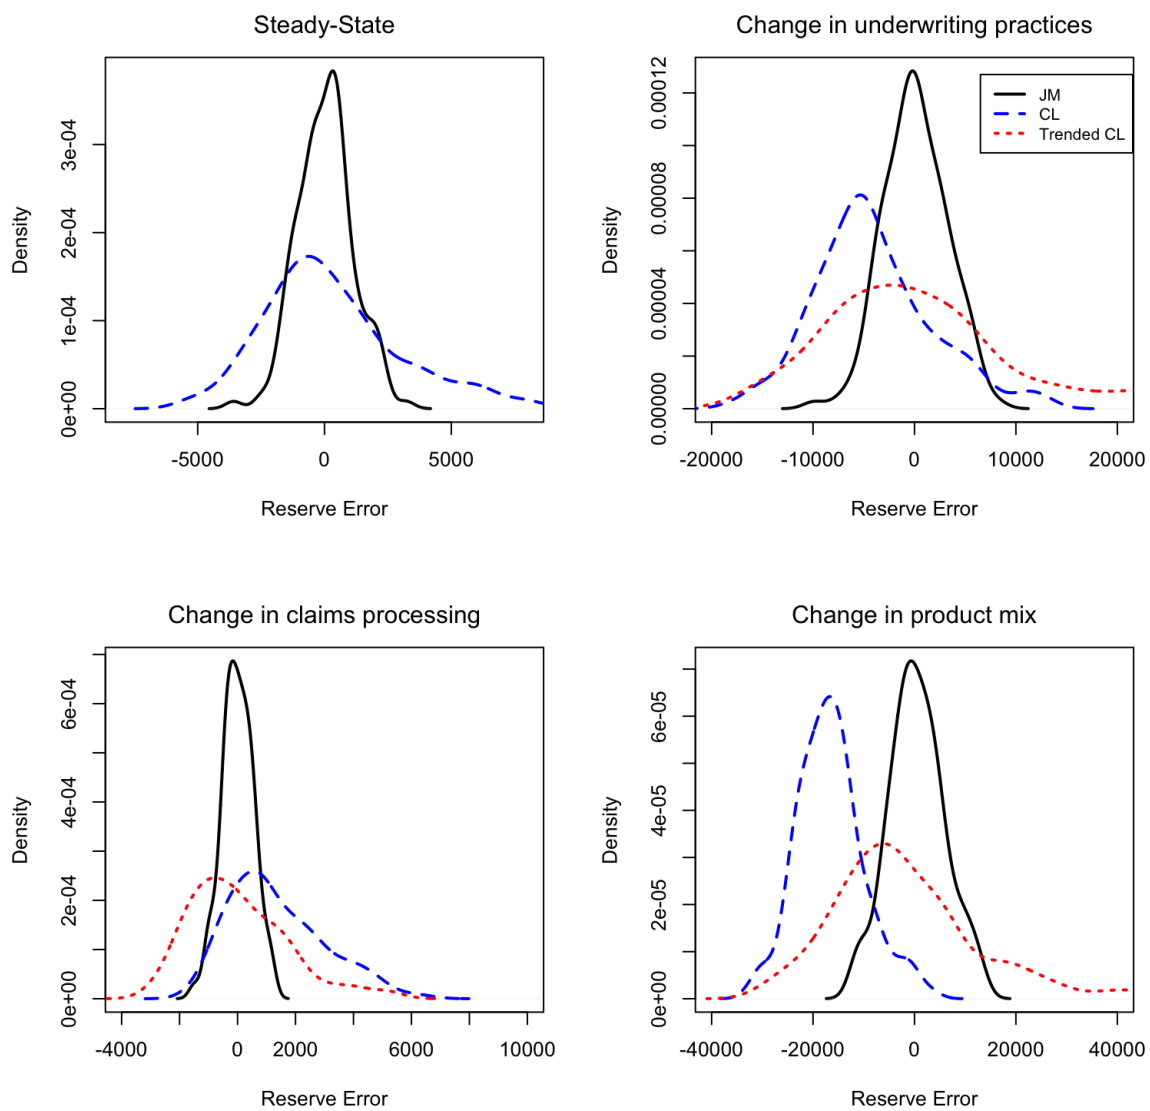 Steady-State
Density
0e+00
1e-04
2e-04
3e-04
-5000 0 5000
Reserve Error
Change in underwriting practices
JM
CL
Trended CL
Density
0.00000
0.00004
0.00008
0.00012
-20000 -10000 0 10000 20000
Reserve Error
Change in claims processing
Density
0e+00
2e-04
4e-04
6e-04
-4000 0 2000 6000 10000
Reserve Error
Change in product mix
Density
0e+00
2e-05
4e-05
6e-05
-40000 -20000 0 20000 40000
Reserve Error